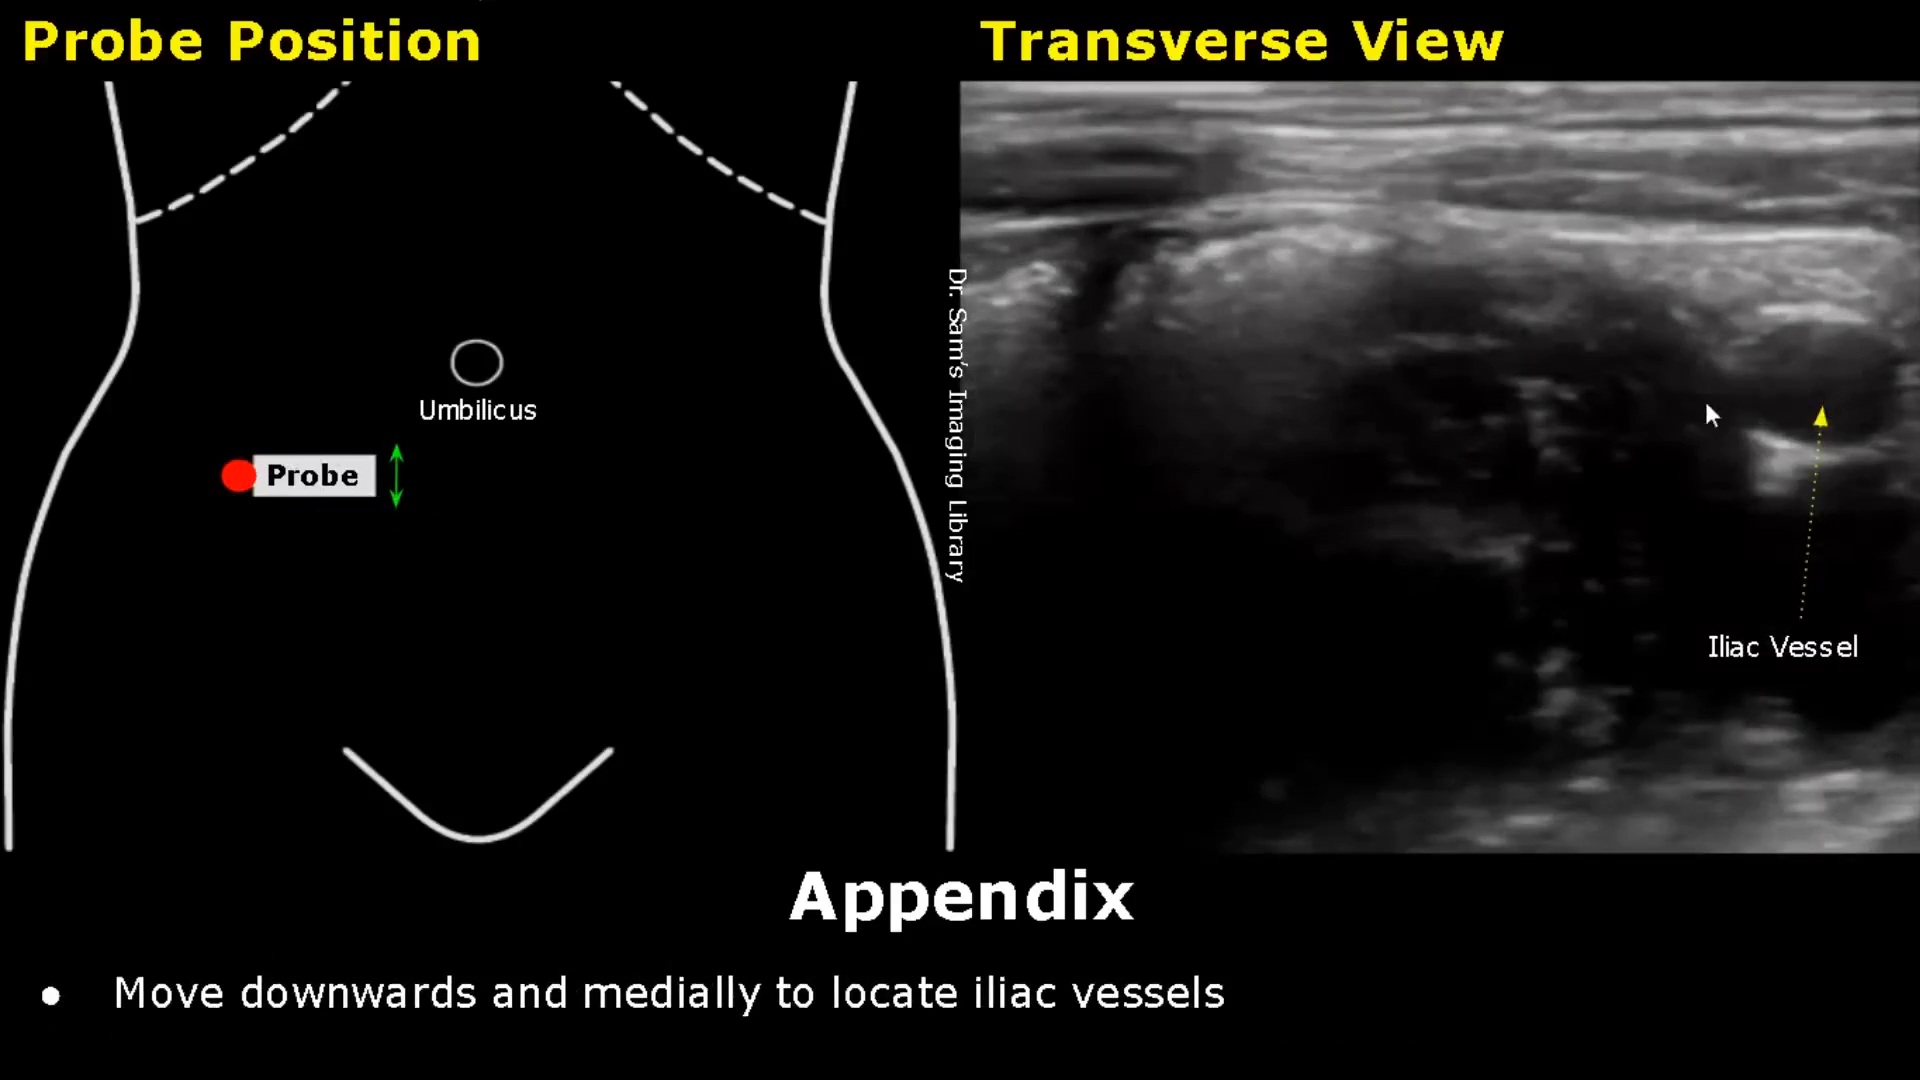 Probe Position
Transverse View
Umbilicus
Probe
Dr. Sam's Imaging Library
Iliac Vessel
Appendix
• Move downwards and medially to locate iliac vessels